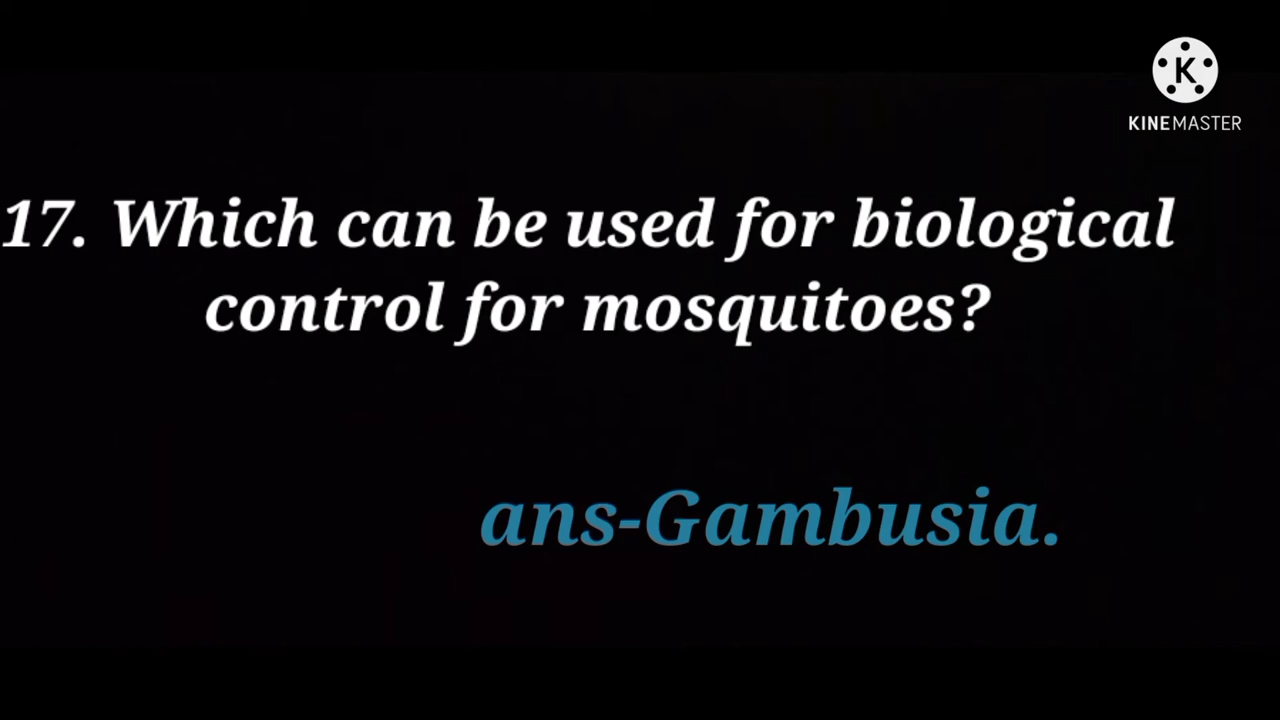 K
KINEMASTER
17. Which can be used for biological
control for mosquitoes?
ans-Gambusia.